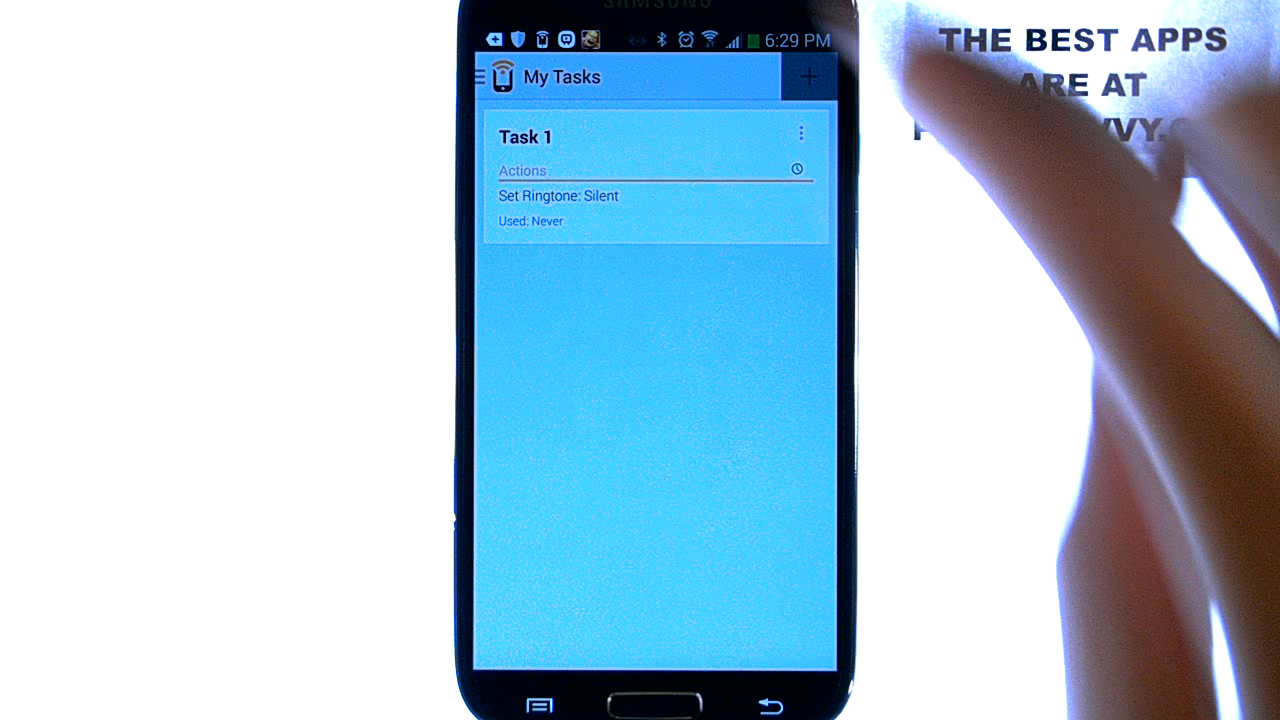 SAMSUNG
6:29 PM
My Tasks
Task 1
Actions
Set Ringtone: Silent
Used: Never
THE BEST APPS
ARE AT